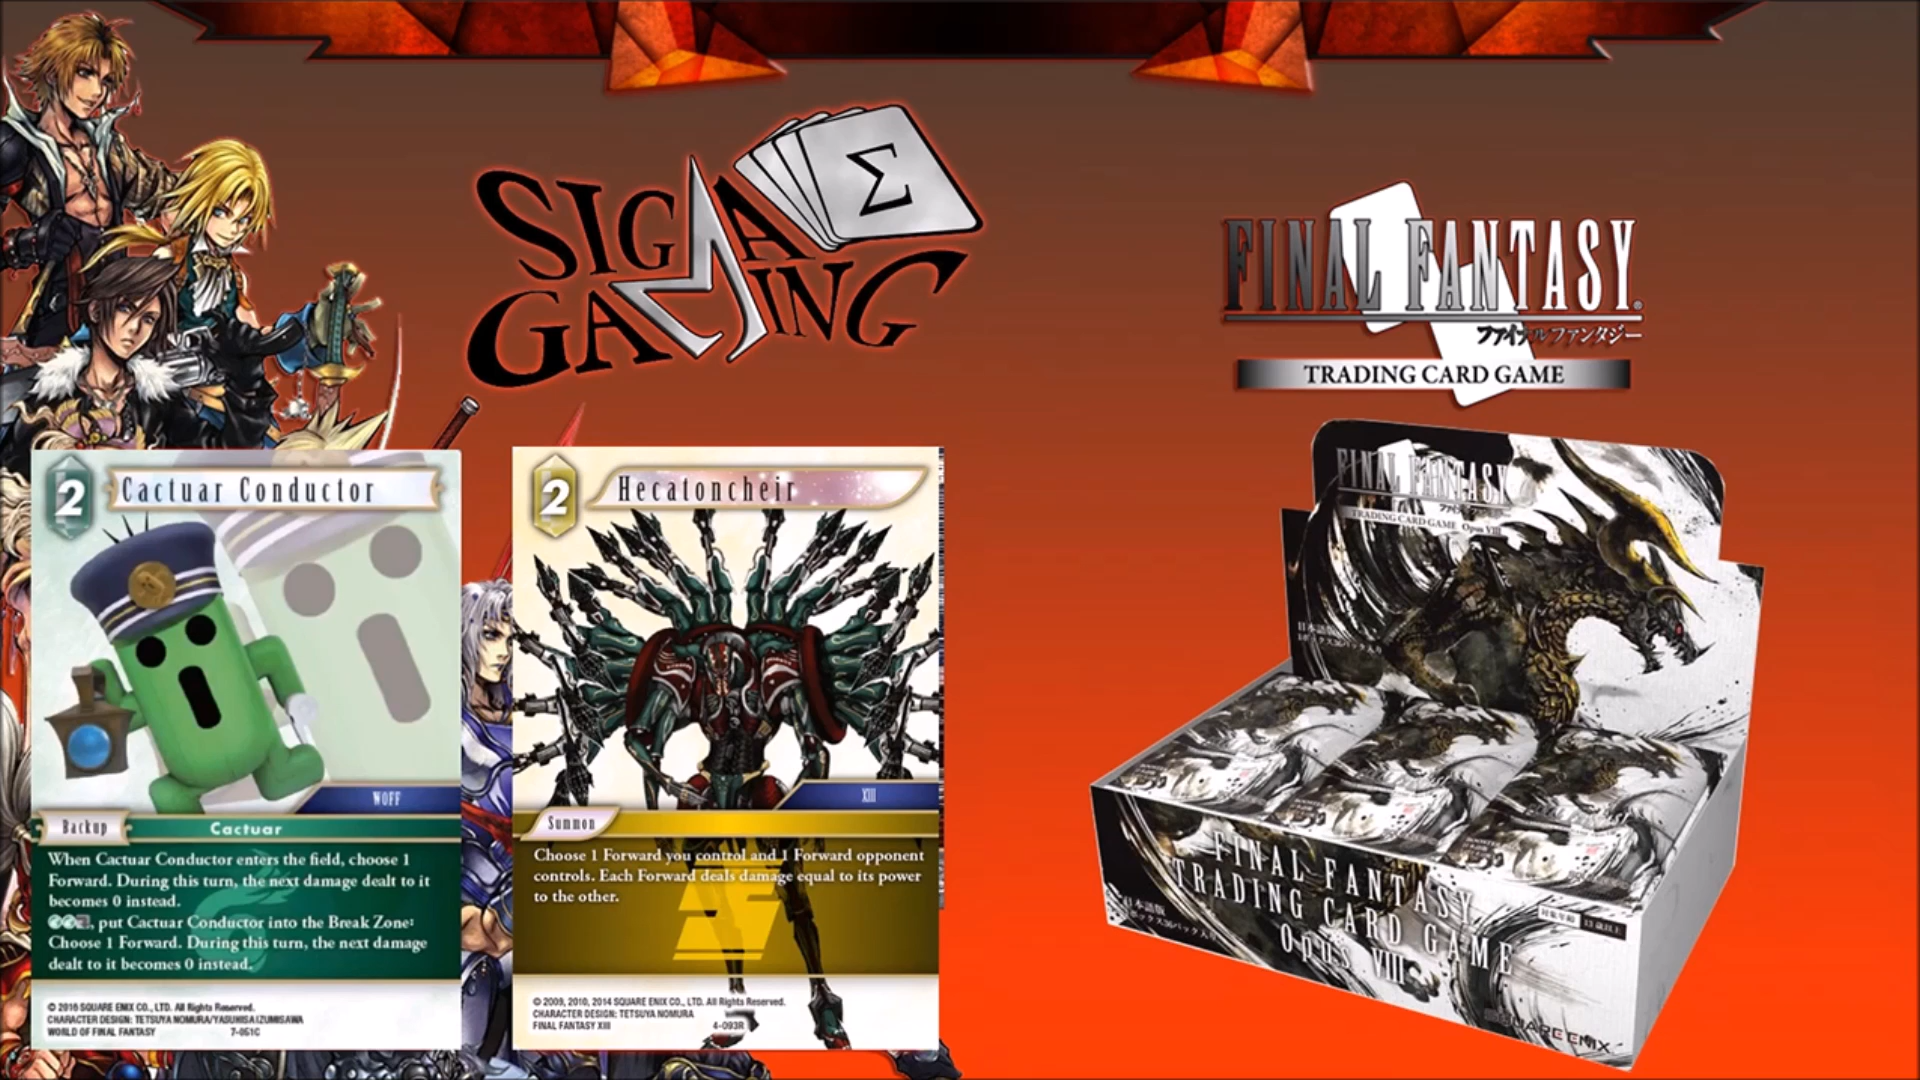 Σ
SIGMA
GAMING
FINAL FANTASY
ファイナルファンタジー
TRADING CARD GAME
2
Cactuar Conductor
WOFF
Backup
Cactuar
When Cactuar Conductor enters the field, choose 1
Forward. During this turn, the next damage dealt to it
becomes 0 instead.
, put Cactuar Conductor into the Break Zone:
Choose 1 Forward. During this turn, the next damage
dealt to it becomes 0 instead.
© 2016 SQUARE ENIX CO., LTD. All Rights Reserved.
CHARACTER DESIGN: TETSUYA NOMURA/YASUHISA IZUMISAWA
WORLD OF FINAL FANTASY
7-051C
2
Hecatoncheir
XIII
Summon
Choose 1 Forward you control and 1 Forward opponent
controls. Each Forward deals damage equal to its power
to the other.
© 2009, 2010, 2014 SQUARE ENIX CO., LTD. All Rights Reserved.
CHARACTER DESIGN: TETSUYA NOMURA
FINAL FANTASY XIII
4-093R
FINAL FANTASY
TRADING CARD GAME Opus VIII
FINAL FANTASY
TRADING CARD GAME
Opus VIII
日本語版
SQUARE ENIX